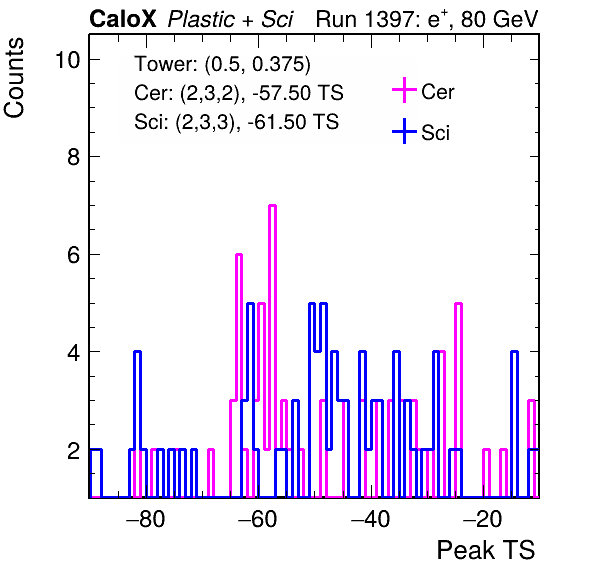 CaloX Plastic + Sci Run 1397: e+, 80 GeV
Counts
Tower: (0.5, 0.375)
Cer: (2,3,2), -57.50 TS
Sci: (2,3,3), -61.50 TS
Cer
Sci
10
8
6
4
2
−80 −60 −40 −20
Peak TS